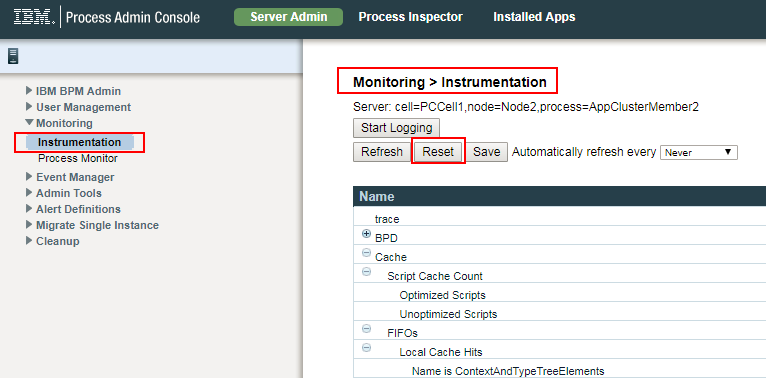 IBM. Process Admin Console Server Admin Process Inspector Installed Apps
IBM BPM Admin
User Management
Monitoring
Instrumentation
Process Monitor
Event Manager
Admin Tools
Alert Definitions
Migrate Single Instance
Cleanup
Monitoring > Instrumentation
Server: cell=PCCell1,node=Node2,process=AppClusterMember2
Start Logging
Refresh Reset Save Automatically refresh every Never
Name
trace
BPD
Cache
Script Cache Count
Optimized Scripts
Unoptimized Scripts
FIFOs
Local Cache Hits
Name is ContextAndTypeTreeElements